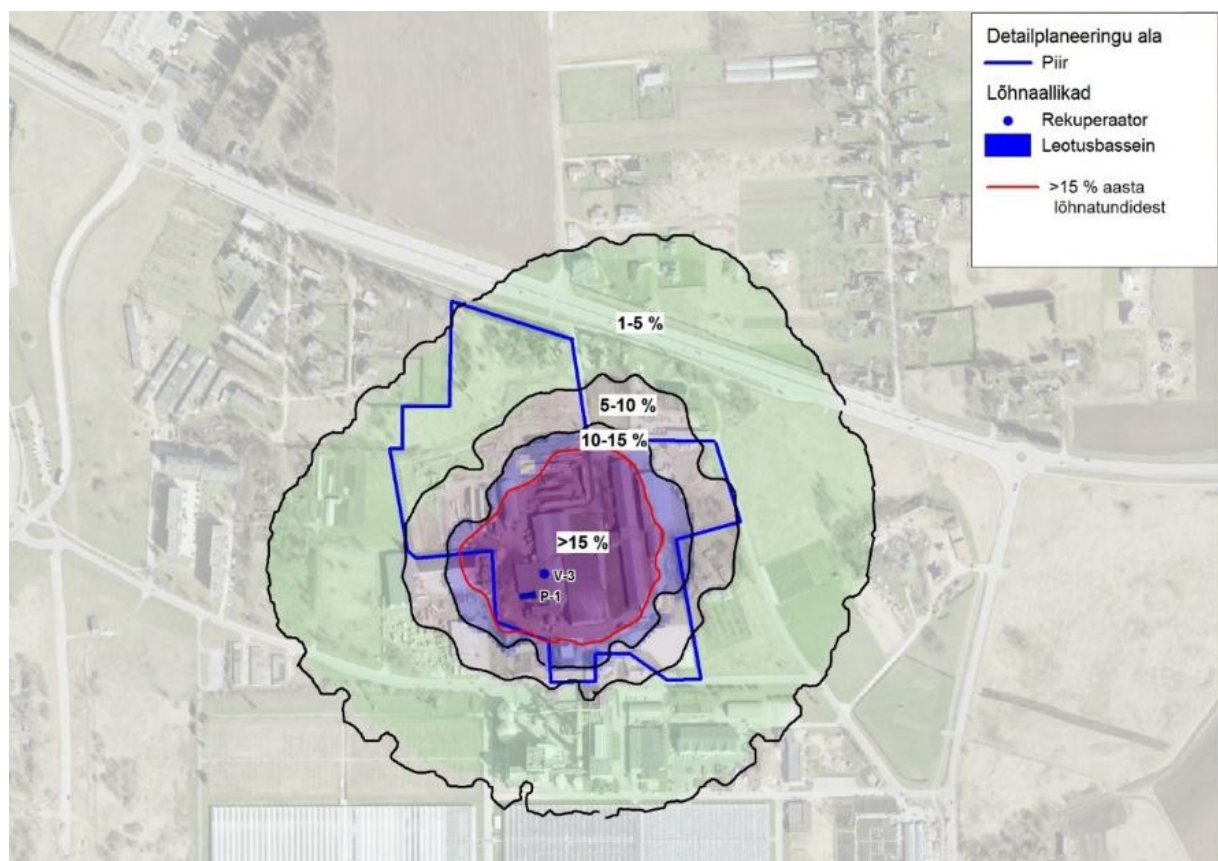 Detailplaneeringu ala
Piir
Lõhnaallikad
Rekuperaator
Leotusbassein
>15 % aasta
lõhnatundidest
1-5 %
5-10 %
10-15 %
>15 %
V-3
P-1